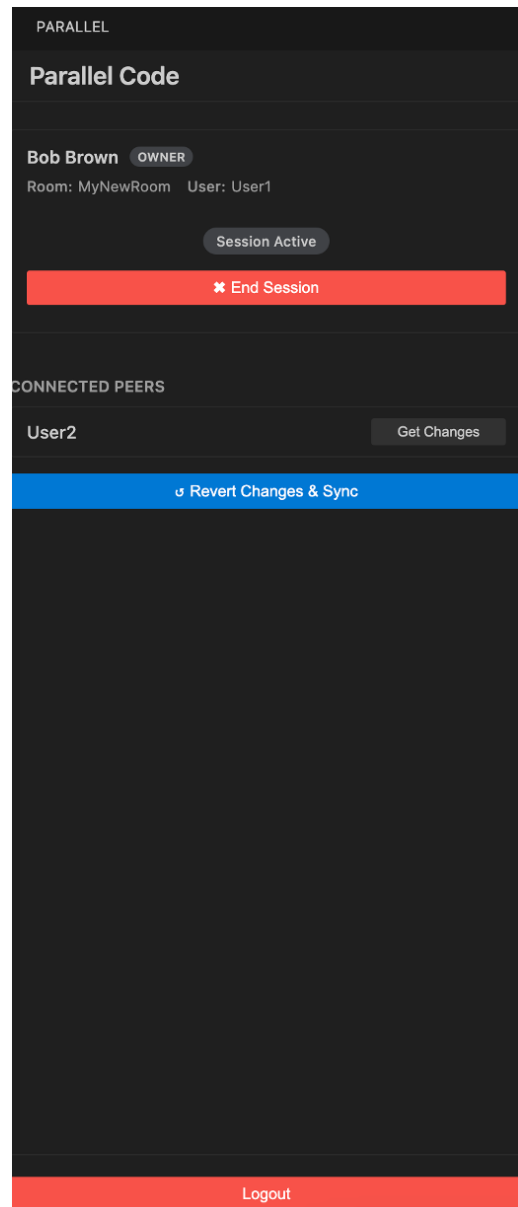 PARALLEL
Parallel Code
Bob Brown OWNER
Room: MyNewRoom User: User1
Session Active
✖ End Session
CONNECTED PEERS
User2 Get Changes
↺ Revert Changes & Sync
Logout